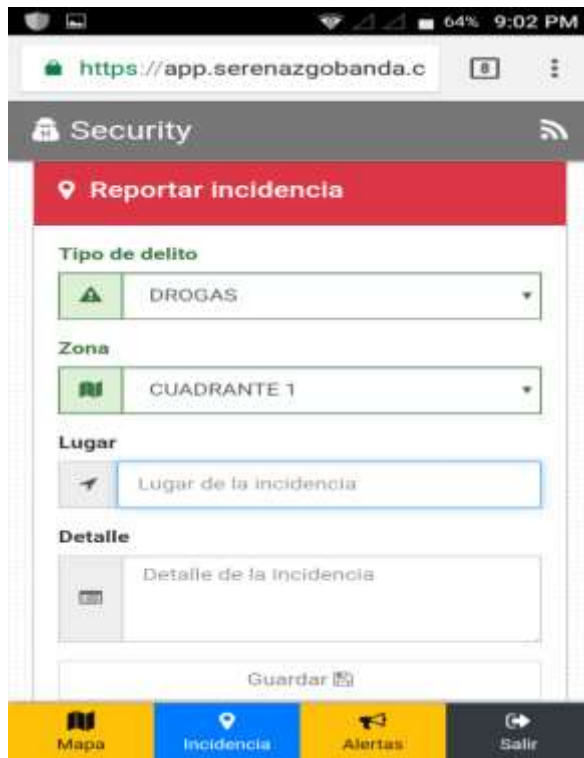 64% 9:02 PM
https://app.serenazgobanda.c 8
Security
Reportar incidencia
Tipo de delito
DROGAS
Zona
CUADRANTE 1
Lugar
Lugar de la incidencia
Detalle
Detalle de la Incidencia
Guardar
Mapa Incidencia Alertas Salir